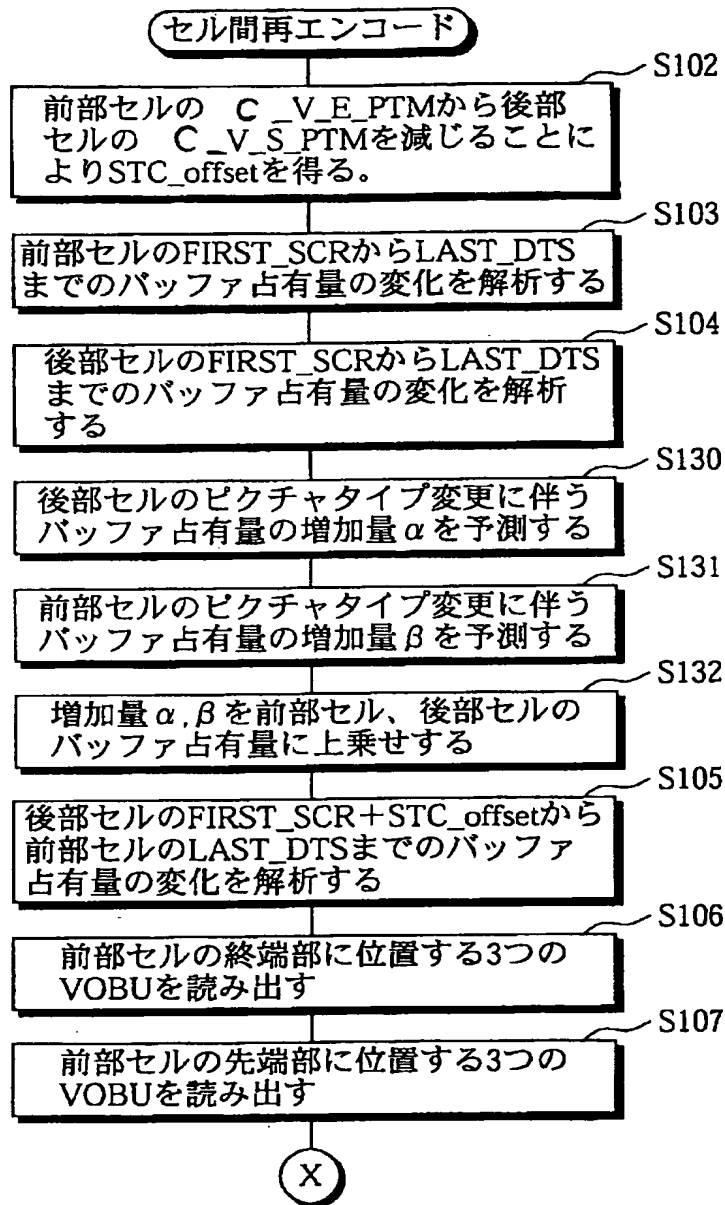 セル間再エンコード
S102
前部セルの C_V_E_PTMから後部
セルの C_V_S_PTMを減じることに
よりSTC_offsetを得る。
S103
前部セルのFIRST_SCRからLAST_DTS
までのバッファ占有量の変化を解析する
S104
後部セルのFIRST_SCRからLAST_DTS
までのバッファ占有量の変化を解析
する
S130
後部セルのピクチャタイプ変更に伴う
バッファ占有量の増加量αを予測する
S131
前部セルのピクチャタイプ変更に伴う
バッファ占有量の増加量βを予測する
S132
増加量α,βを前部セル、後部セルの
バッファ占有量に上乗せする
S105
後部セルのFIRST_SCR+STC_offsetから
前部セルのLAST_DTSまでのバッファ
占有量の変化を解析する
S106
前部セルの終端部に位置する3つの
VOBUを読み出す
S107
前部セルの先端部に位置する3つの
VOBUを読み出す
X